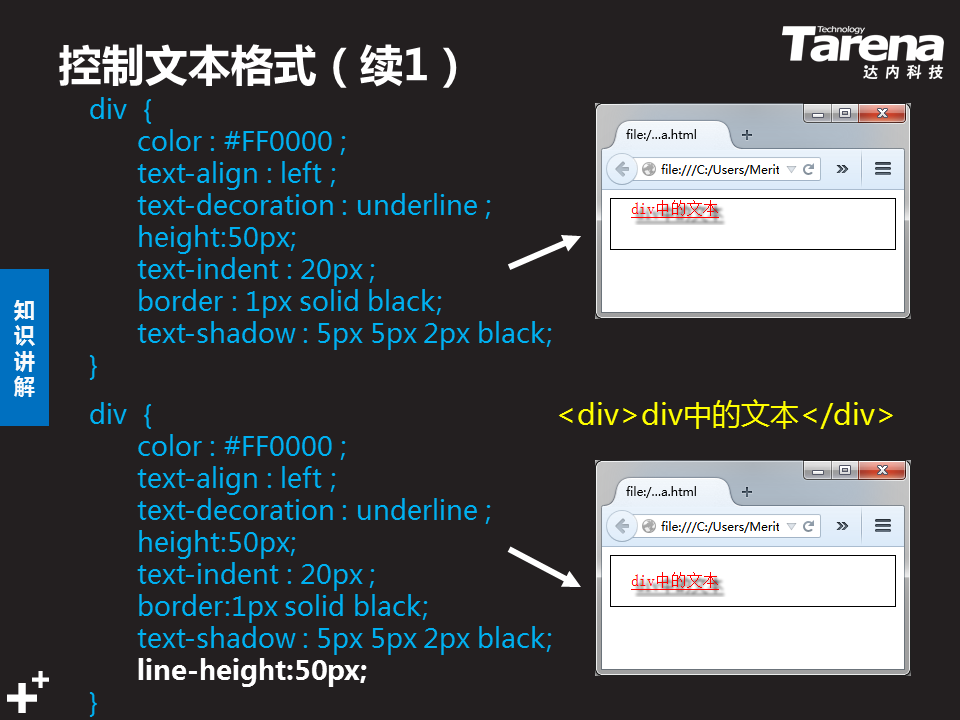 控制文本格式（续1）
Technology
Tarena
达内科技
div {
color : #FF0000 ;
text-align : left ;
text-decoration : underline ;
height:50px;
text-indent : 20px ;
border : 1px solid black;
text-shadow : 5px 5px 2px black;
}
file:/...a.html
file:///C:/Users/Merit
div中的文本
知识讲解
<div>div中的文本</div>
div {
color : #FF0000 ;
text-align : left ;
text-decoration : underline ;
height:50px;
text-indent : 20px ;
border:1px solid black;
text-shadow : 5px 5px 2px black;
line-height:50px;
}
file:/...a.html
file:///C:/Users/Merit
div中的文本